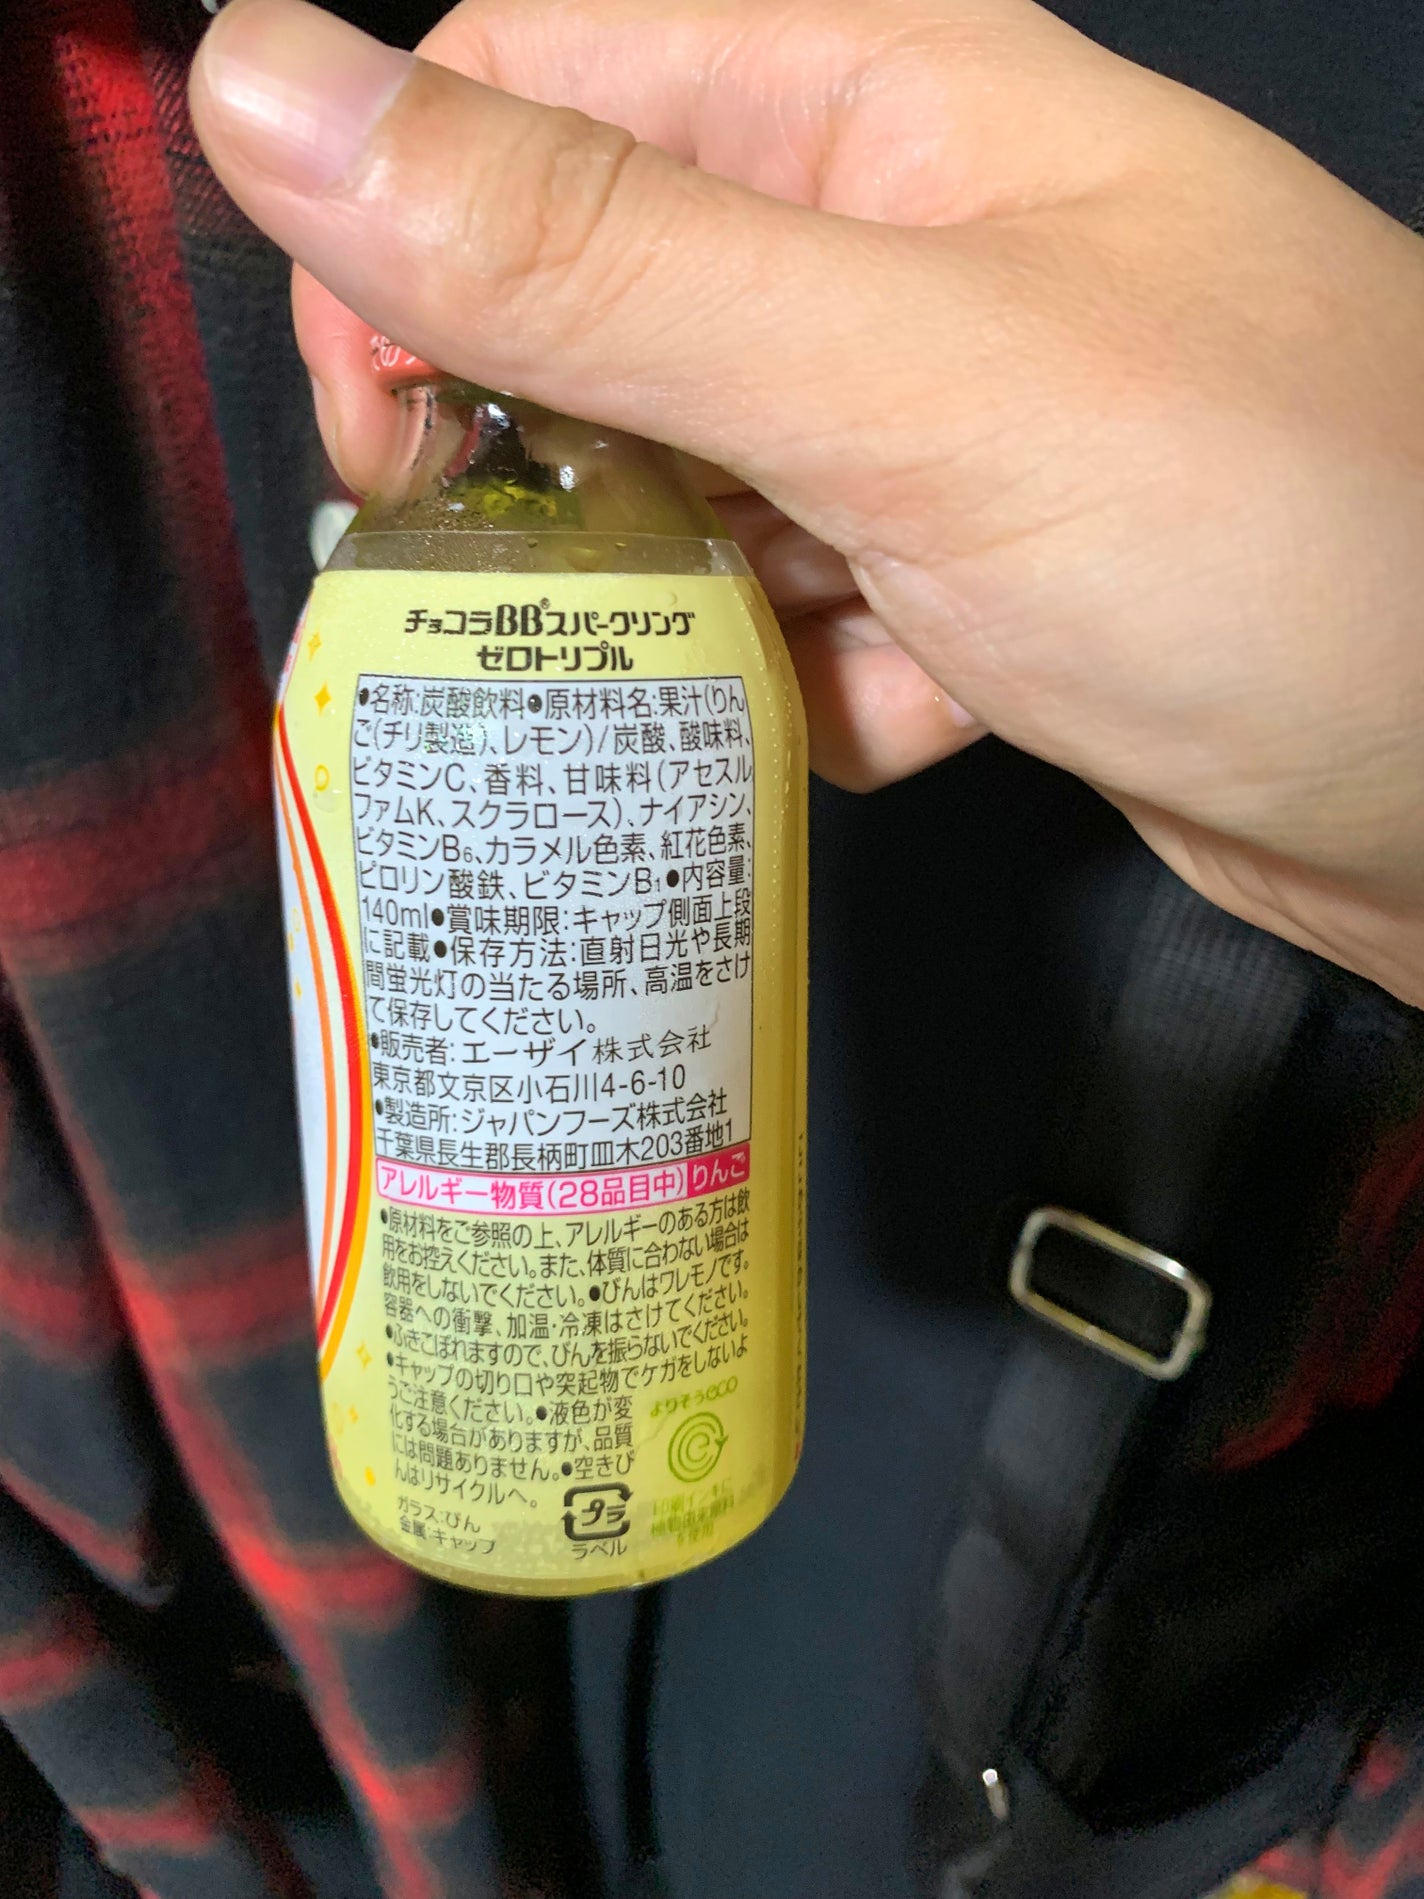 チョコラBB®スパークリング
ゼロトリプル
●名称:炭酸飲料●原材料名:果汁(りん
ご(チリ製造)、レモン)/炭酸、酸味料、
ビタミンC、香料、甘味料(アセスル
ファムK、スクラロース)、ナイアシン、
ビタミンB₆、カラメル色素、紅花色素、
ピロリン酸鉄、ビタミンB₁●内容量:
140ml●賞味期限:キャップ側面上段
に記載●保存方法:直射日光や長期
間蛍光灯の当たる場所、高温をさけ
て保存してください。
●販売者:エーザイ株式会社
東京都文京区小石川4-6-10
●製造所:ジャパンフーズ株式会社
千葉県長生郡長柄町皿木203番地1
アレルギー物質(28品目中)りんご
●原材料をご参照の上、アレルギーのある方は飲
用をお控えください。また、体質に合わない場合は
飲用をしないでください。●びんはワレモノです。
容器への衝撃、加温・冷凍はさけてください。
●ふきこぼれますので、びんを振らないでください。
●キャップの切り口や突起物でケガをしないよ
うご注意ください。●液色が変
化する場合がありますが、品質
には問題ありません。●空きび
んはリサイクルへ。
ガラス:びん
金属:キャップ
プラ
ラベル
よりそうeco
印刷インキに
植物由来原料
を使用